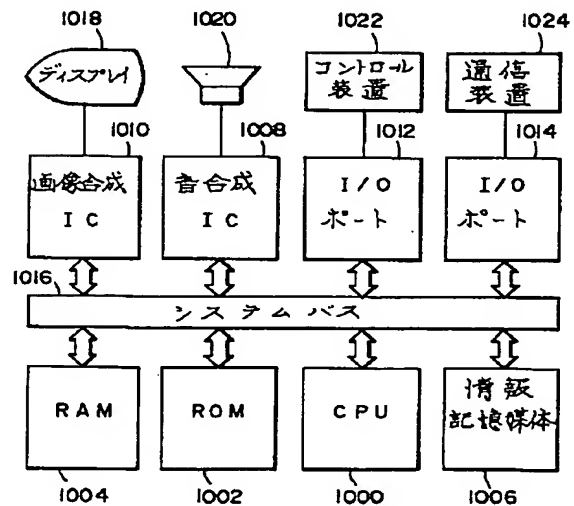 1018
1020
1022
1024
ディスプレイ
コントロール
装置
通信
装置
1010
1008
1012
1014
画像合成
IC
音合成
IC
I/O
ポート
I/O
ポート
1016
システムバス
RAM
ROM
CPU
情報
記憶媒体
1004
1002
1000
1006